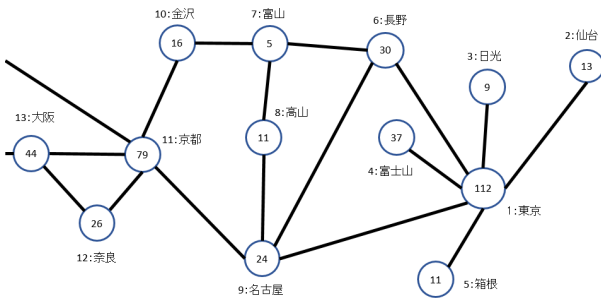 10:金沢
16
7:富山
5
6:長野
30
2:仙台
13
3:日光
9
13:大阪
44
11:京都
79
8:高山
11
37
4:富士山
112
1:東京
26
12:奈良
24
9:名古屋
11
5:箱根